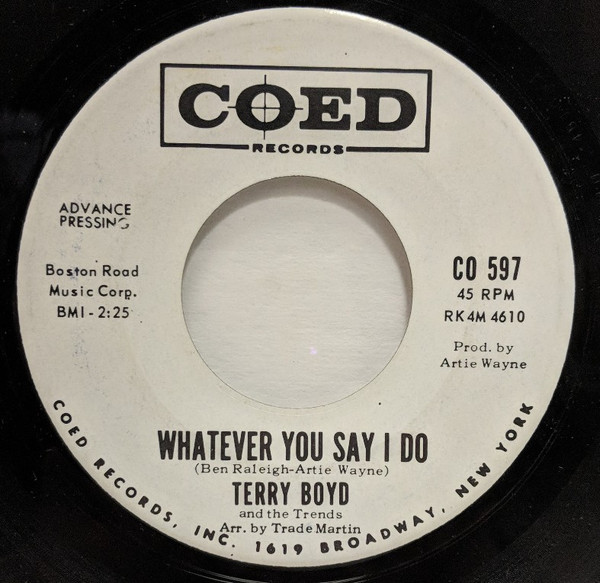 COED
RECORDS
ADVANCE
PRESSING
Boston Road
Music Corp.
BMI - 2:25
CO 597
45 RPM
RK4M 4610
Prod. by
Artie Wayne
WHATEVER YOU SAY I DO
(Ben Raleigh-Artie Wayne)
TERRY BOYD
and the Trends
Arr. by Trade Martin
COED RECORDS, INC. 1619 BROADWAY, NEW YORK